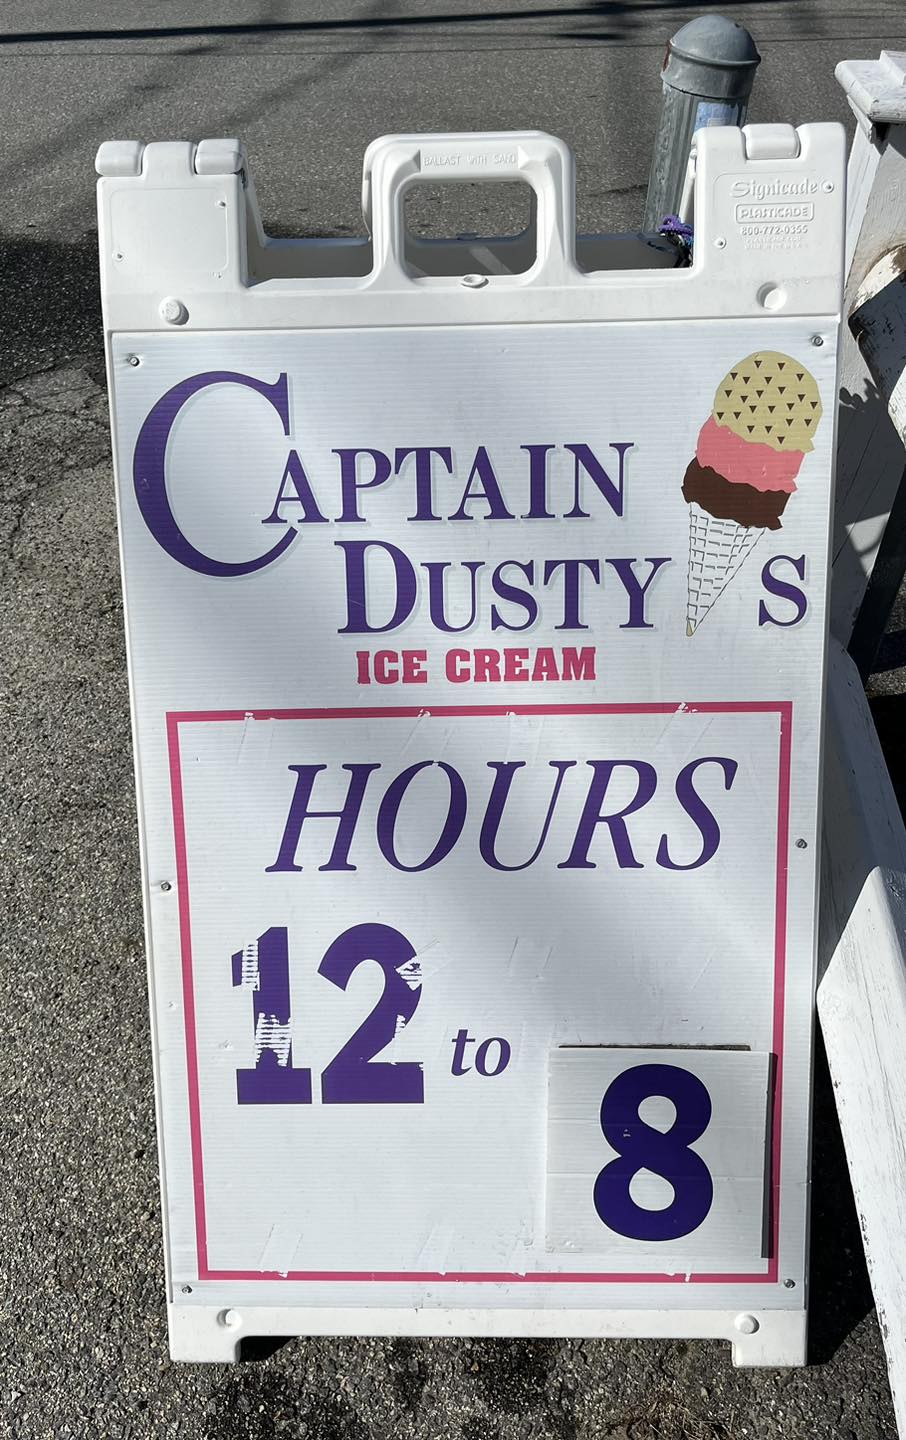 BALLAST WITH SAND
Signicade
PLASTICADE
800-772-0355
CAPTAIN
DUSTY S
ICE CREAM
HOURS
12 to 8